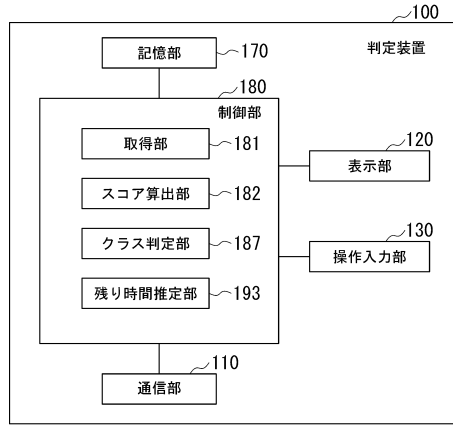 100
判定装置
記憶部
170
180
制御部
取得部
181
スコア算出部
182
クラス判定部
187
残り時間推定部
193
120
表示部
130
操作入力部
110
通信部